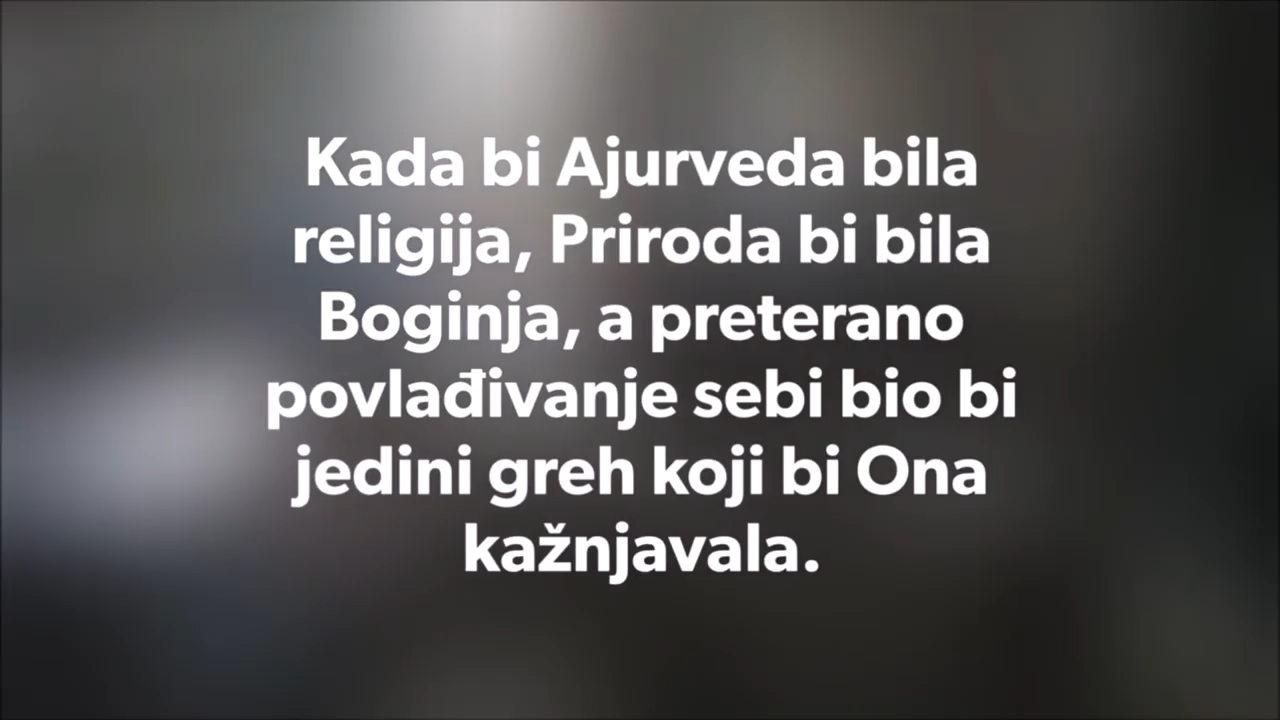 Kada bi Ajurveda bila
religija, Priroda bi bila
Boginja, a preterano
povlađivanje sebi bio bi
jedini greh koji bi Ona
kažnjavala.